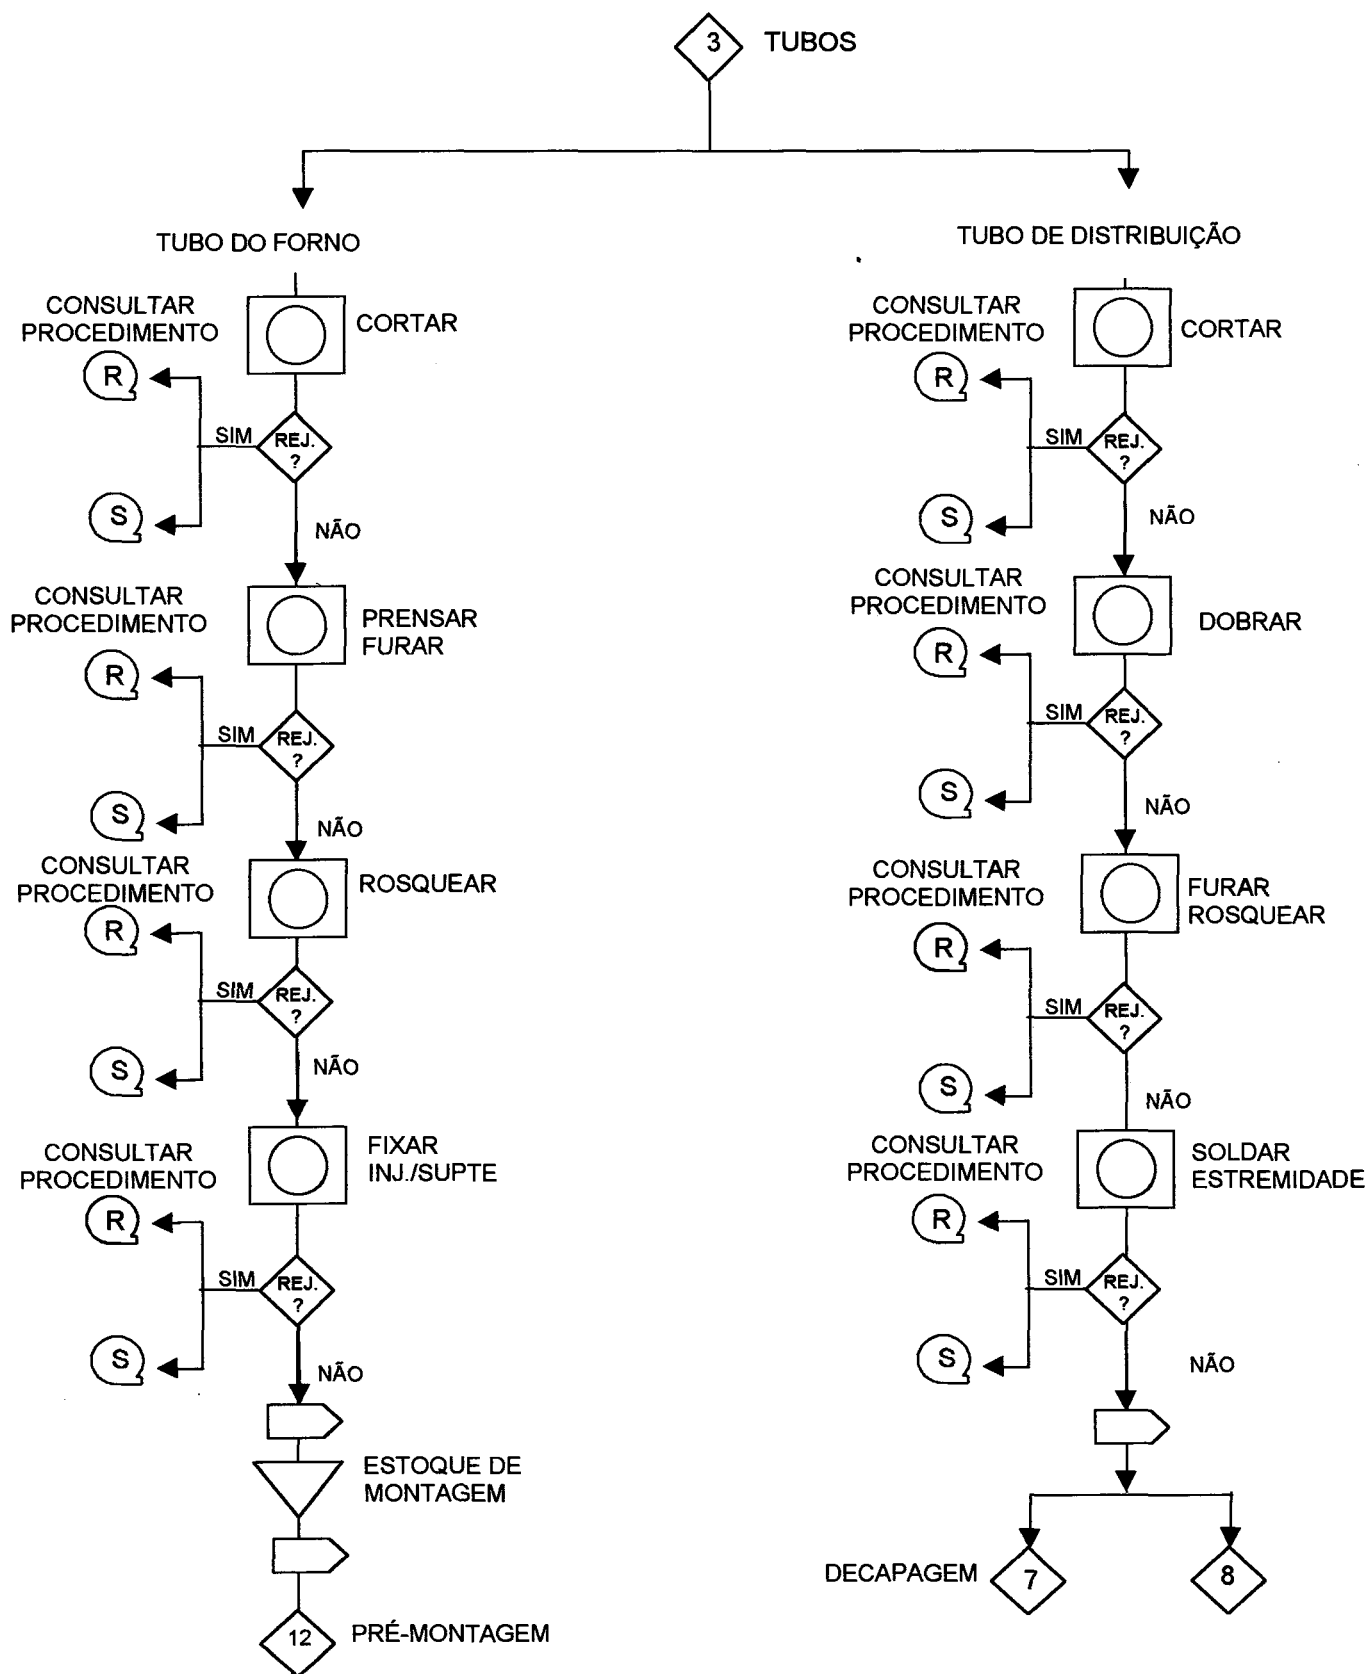 3 TUBOS
TUBO DO FORNO
CONSULTAR
PROCEDIMENTO
CORTAR
R
SIM
REJ.
?
S
NÃO
CONSULTAR
PROCEDIMENTO
PRENSAR
FURAR
R
SIM
REJ.
?
S
NÃO
CONSULTAR
PROCEDIMENTO
ROSQUEAR
R
SIM
REJ.
?
S
NÃO
CONSULTAR
PROCEDIMENTO
FIXAR
INJ./SUPTE
R
SIM
REJ.
?
S
NÃO
ESTOQUE DE
MONTAGEM
12 PRÉ-MONTAGEM
TUBO DE DISTRIBUIÇÃO
CONSULTAR
PROCEDIMENTO
CORTAR
R
SIM
REJ.
?
S
NÃO
CONSULTAR
PROCEDIMENTO
DOBRAR
R
SIM
REJ.
?
S
NÃO
CONSULTAR
PROCEDIMENTO
FURAR
ROSQUEAR
R
SIM
REJ.
?
S
NÃO
CONSULTAR
PROCEDIMENTO
SOLDAR
ESTREMIDADE
R
SIM
REJ.
?
S
NÃO
DECAPAGEM 7
8